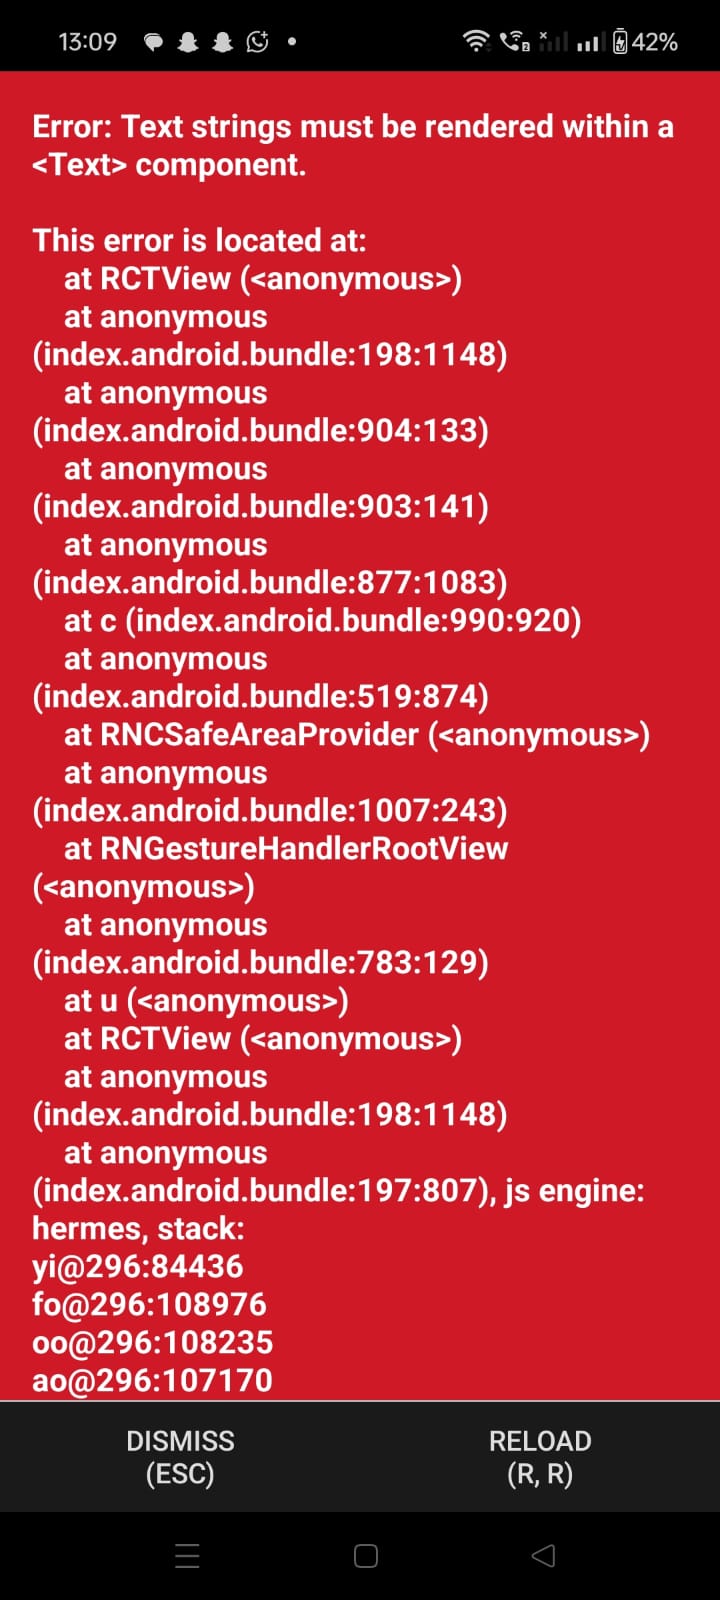 13:09
42%
Error: Text strings must be rendered within a
<Text> component.
This error is located at:
at RCTView (<anonymous>)
at anonymous
(index.android.bundle:198:1148)
at anonymous
(index.android.bundle:904:133)
at anonymous
(index.android.bundle:903:141)
at anonymous
(index.android.bundle:877:1083)
at c (index.android.bundle:990:920)
at anonymous
(index.android.bundle:519:874)
at RNCSafeAreaProvider (<anonymous>)
at anonymous
(index.android.bundle:1007:243)
at RNGestureHandlerRootView
(<anonymous>)
at anonymous
(index.android.bundle:783:129)
at u (<anonymous>)
at RCTView (<anonymous>)
at anonymous
(index.android.bundle:198:1148)
at anonymous
(index.android.bundle:197:807), js engine:
hermes, stack:
yi@296:84436
fo@296:108976
oo@296:108235
ao@296:107170
DISMISS
(ESC)
RELOAD
(R, R)